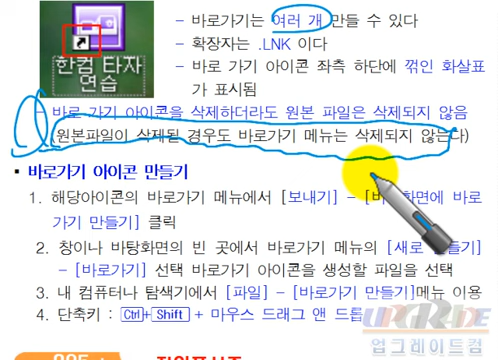 한컴 타자
연습
- 바로가기는 여러 개 만들 수 있다
- 확장자는 .LNK 이다
- 바로 가기 아이콘 좌측 하단에 꺾인 화살표
가 표시됨
- 바로 가기 아이콘을 삭제하더라도 원본 파일은 삭제되지 않음
(원본파일이 삭제될 경우도 바로가기 메뉴는 삭제되지 않는다)
▪ 바로가기 아이콘 만들기
1. 해당아이콘의 바로가기 메뉴에서 [보내기] - [바 화면에 바로
가기 만들기] 클릭
2. 창이나 바탕화면의 빈 곳에서 바로가기 메뉴의 [새로 들기]
- [바로가기] 선택 바로가기 아이콘을 생성할 파일을 선택
3. 내 컴퓨터나 탐색기에서 [파일] - [바로가기 만들기]메뉴 이용
4. 단축키 : Ctrl+ Shift + 마우스 드래그 앤 드롭
UPGRADE
업그레이드컴